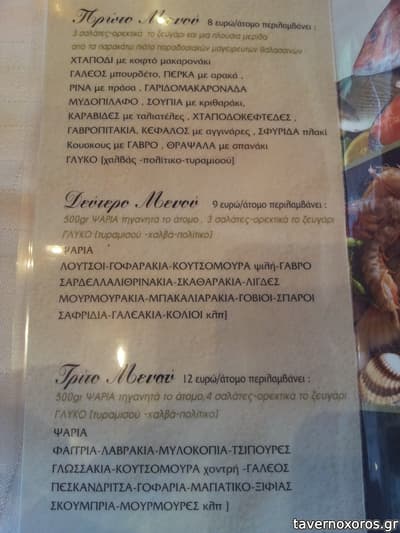 Πρώτο Μενού 8 ευρώ/άτομο περιλαμβάνει :
3 σαλάτες-ορεκτικά το ζευγάρι και μια πλούσια μερίδα
από τα παρακάτω πιάτα παραδοσιακών μαγειρευτών θαλασσινών
ΧΤΑΠΟΔΙ με κοφτό μακαρονάκι
ΓΑΛΕΟΣ μπουρδέτο, ΠΕΡΚΑ με αρακά ,
ΡΙΝΑ με πράσα , ΓΑΡΙΔΟΜΑΚΑΡΟΝΑΔΑ
ΜΥΔΟΠΙΛΑΦΟ , ΣΟΥΠΙΑ με κριθαράκι,
ΚΑΡΑΒΙΔΕΣ με ταλιατέλες , ΧΤΑΠΟΔΟΚΕΦΤΕΔΕΣ ,
ΓΑΒΡΟΠΙΤΑΚΙΑ, ΚΕΦΑΛΟΣ με αγγινάρες , ΣΦΥΡΙΔΑ πλακί
Κουσκους με ΓΑΒΡΟ , ΘΡΑΨΑΛΑ με σπανάκι
ΓΛΥΚΟ [χαλβάς -πολίτικο-τυραμισού]
Δεύτερο Μενού 9 ευρώ/άτομο περιλαμβάνει :
500gr ΨΑΡΙΑ τηγανητά το άτομο , 3 σαλάτες-ορεκτικά το ζευγάρι
ΓΛΥΚΟ [τυραμισού -χαλβά-πολίτικο]
ΨΑΡΙΑ
ΛΟΥΤΣΟΙ-ΓΟΦΑΡΑΚΙΑ-ΚΟΥΤΣΟΜΟΥΡΑ ψιλή-ΓΑΒΡΟ
ΣΑΡΔΕΛΛΑΛΙΘΡΙΝΑΚΙΑ-ΣΚΑΘΑΡΑΚΙΑ-ΛΙΓΔΕΣ
ΜΟΥΡΜΟΥΡΑΚΙΑ-ΜΠΑΚΑΛΙΑΡΑΚΙΑ-ΓΟΒΙΟΙ-ΣΠΑΡΟΙ
ΣΑΦΡΙΔΙΑ-ΓΑΛΕΑΚΙΑ-ΚΟΛΙΟΙ κλπ]
Τρίτο Μενού 12 ευρώ/άτομο περιλαμβάνει :
500gr ΨΑΡΙΑ τηγανητά το άτομο,4 σαλάτες-ορεκτικά το ζευγάρι
ΓΛΥΚΟ [τυραμισού -χαλβά-πολίτικο]
ΨΑΡΙΑ
ΦΑΓΓΡΙΑ-ΛΑΒΡΑΚΙΑ-ΜΥΛΟΚΟΠΙΑ-ΤΣΙΠΟΥΡΕΣ
ΓΛΩΣΣΑΚΙΑ-ΚΟΥΤΣΟΜΟΥΡΑ χοντρή -ΓΑΛΕΟΣ
ΠΕΣΚΑΝΔΡΙΤΣΑ-ΓΟΦΑΡΙΑ-ΜΑΓΙΑΤΙΚΟ-ΞΙΦΙΑΣ
ΣΚΟΥΜΠΡΙΑ-ΜΟΥΡΜΟΥΡΕΣ κλπ ]
tavernoxoros.gr